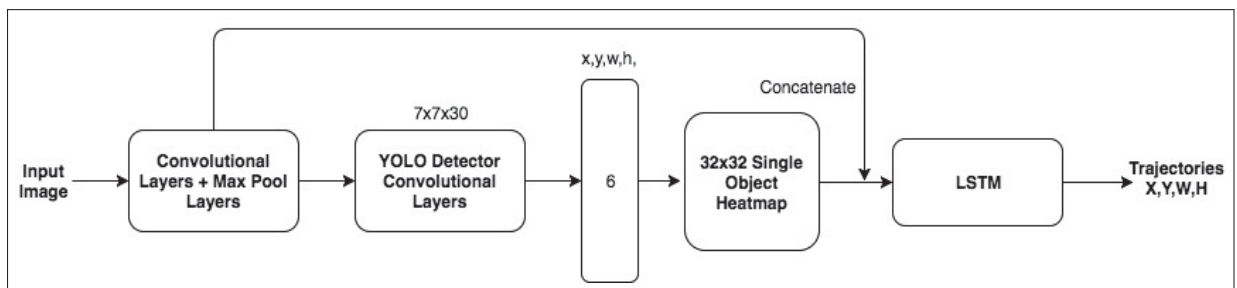 x,y,w,h,
Concatenate
7x7x30
Input
Image
Convolutional
Layers + Max Pool
Layers
YOLO Detector
Convolutional
Layers
6
32x32 Single
Object
Heatmap
LSTM
Trajectories
X,Y,W,H